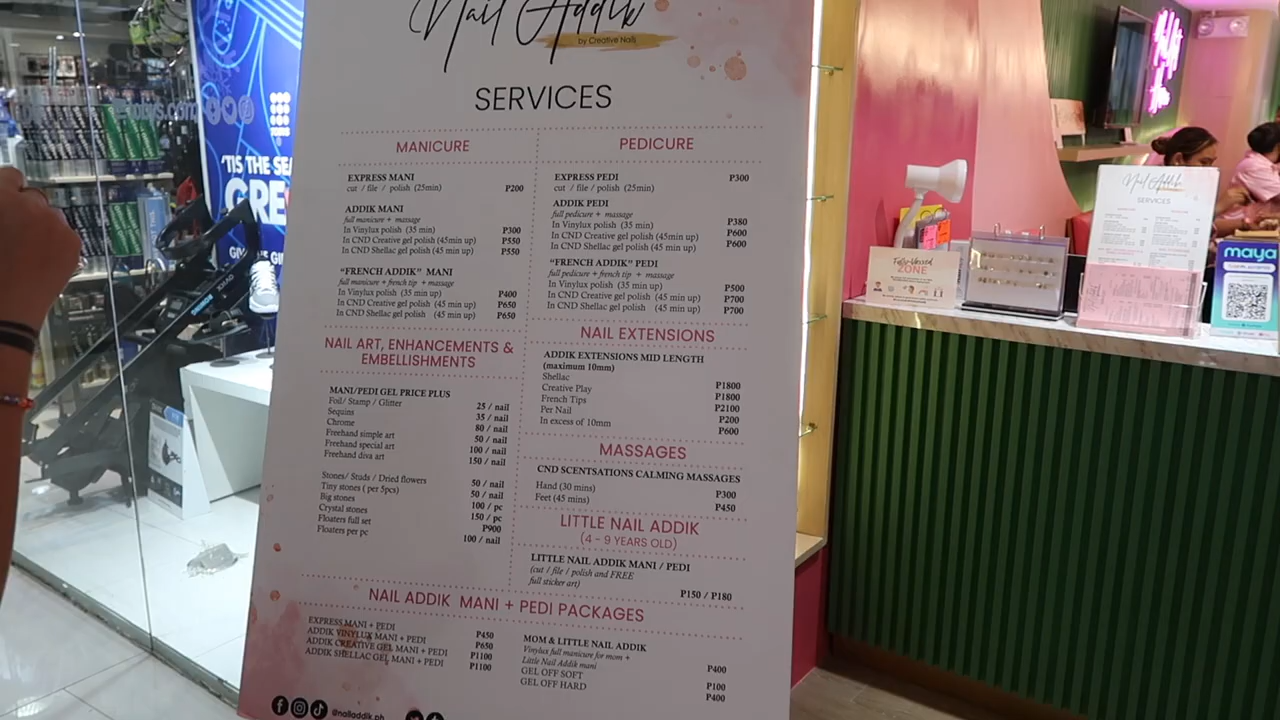 Nail Addik
by Creative Nails
SERVICES
MANICURE
EXPRESS MANI
cut / file / polish (25min) P200
ADDIK MANI
full manicure + massage
In Vinylux polish (35 min) P300
In CND Creative gel polish (45min up) P550
In CND Shellac gel polish (45 min up) P550
"FRENCH ADDIK" MANI
full manicure + french tip + massage
In Vinylux polish (35 min up) P400
In CND Creative gel polish (45 min up) P650
In CND Shellac gel polish (45 min up) P650
NAIL ART, ENHANCEMENTS &
EMBELLISHMENTS
MANI/PEDI GEL PRICE PLUS
Foil/ Stamp / Glitter 25 / nail
Sequins 35 / nail
Chrome 80 / nail
Freehand simple art 50 / nail
Freehand special art 100 / nail
Freehand diva art 150 / nail
Stones/ Studs / Dried flowers 50 / nail
Tiny stones ( per 5pcs) 50 / nail
Big stones 100 / pc
Crystal stones 150 / pc
Floaters full set P900
Floaters per pc 100 / nail
PEDICURE
EXPRESS PEDI P300
cut / file / polish (25min)
ADDIK PEDI
full pedicure + massage
In Vinylux polish (35 min) P380
In CND Creative gel polish (45min up) P600
In CND Shellac gel polish (45 min up) P600
"FRENCH ADDIK" PEDI
full pedicure + french tip + massage
In Vinylux polish (35 min up) P500
In CND Creative gel polish (45 min up) P700
In CND Shellac gel polish (45 min up) P700
NAIL EXTENSIONS
ADDIK EXTENSIONS MID LENGTH
(maximum 10mm)
Shellac P1800
Creative Play P1800
French Tips P2100
Per Nail P200
In excess of 10mm P600
MASSAGES
CND SCENTSATIONS CALMING MASSAGES
Hand (30 mins) P300
Feet (45 mins) P450
LITTLE NAIL ADDIK
(4 - 9 YEARS OLD)
LITTLE NAIL ADDIK MANI / PEDI
(cut / file / polish and FREE
full sticker art) P150 / P180
NAIL ADDIK MANI + PEDI PACKAGES
EXPRESS MANI + PEDI P450
ADDIK VINYLUX MANI + PEDI P650
ADDIK CREATIVE GEL MANI + PEDI P1100
ADDIK SHELLAC GEL MANI + PEDI P1100
MOM & LITTLE NAIL ADDIK
Vinylux full manicure for mom +
Little Nail Addik mani P400
GEL OFF SOFT P100
GEL OFF HARD P400
@nailaddik.ph
'TIS THE SEA
GRE
Nail Addik
SERVICES
ZONE
maya